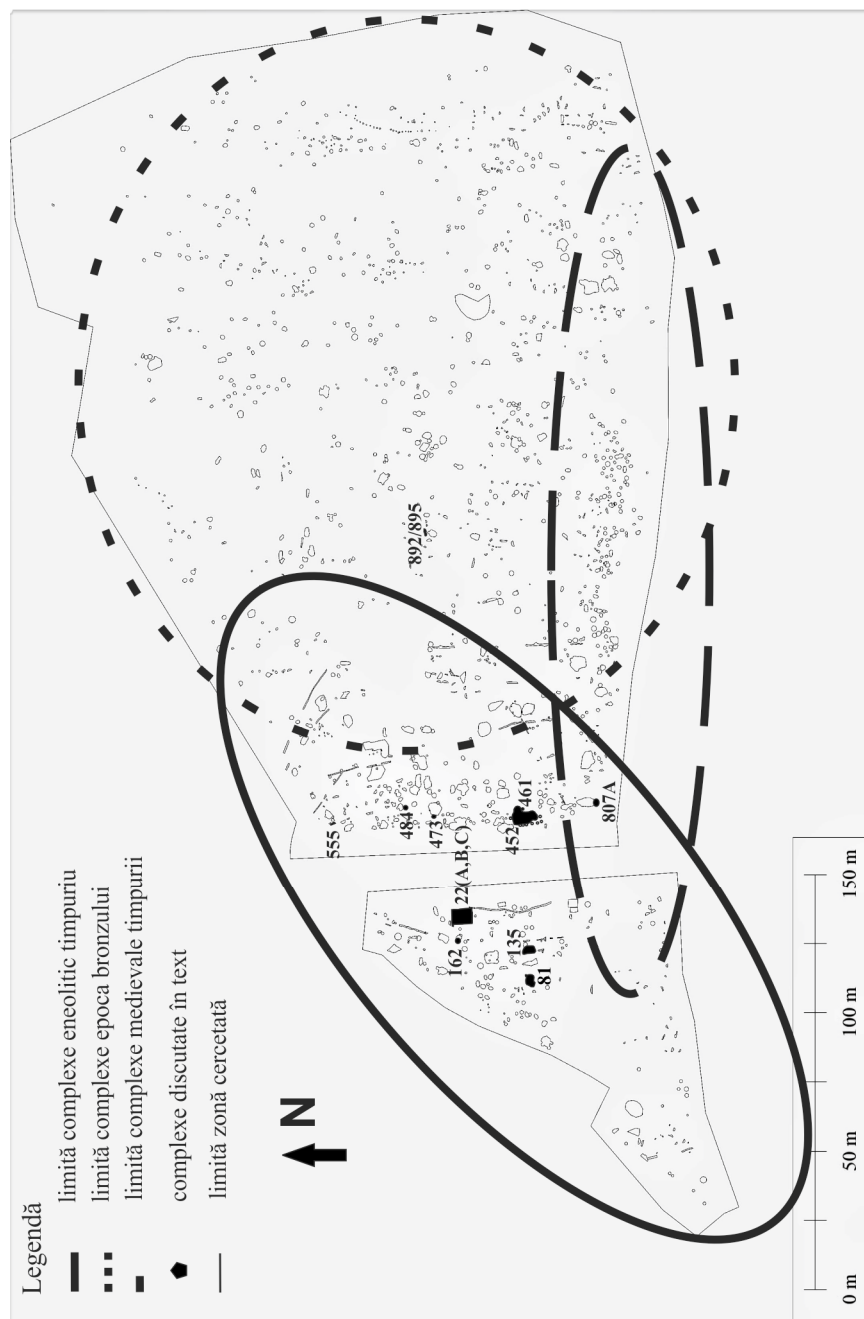 Legendă
limită complexe eneolitic timpuriu
limită complexe epoca bronzului
limită complexe medievale timpurii
complexe discutate în text
limită zonă cercetată
N
555
484
473
452
461
807A
892/895
22(A,B,C)
162
135
81
0 m
50 m
100 m
150 m